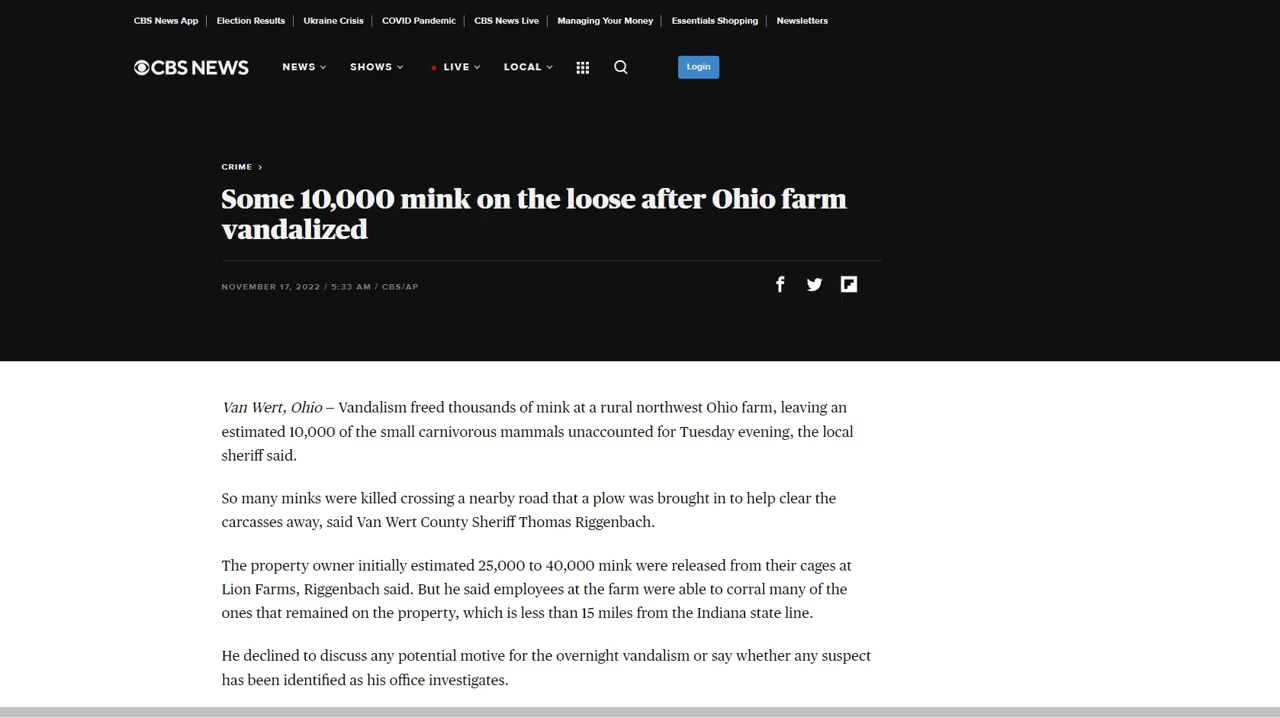 CBS News App
Election Results
Ukraine Crisis
COVID Pandemic
CBS News Live
Managing Your Money
Essentials Shopping
Newsletters
CBS NEWS
NEWS
SHOWS
LIVE
LOCAL
Login
CRIME >
Some 10,000 mink on the loose after Ohio farm
vandalized
NOVEMBER 17, 2022 / 5:33 AM / CBS/AP
Van Wert, Ohio – Vandalism freed thousands of mink at a rural northwest Ohio farm, leaving an
estimated 10,000 of the small carnivorous mammals unaccounted for Tuesday evening, the local
sheriff said.
So many minks were killed crossing a nearby road that a plow was brought in to help clear the
carcasses away, said Van Wert County Sheriff Thomas Riggenbach.
The property owner initially estimated 25,000 to 40,000 mink were released from their cages at
Lion Farms, Riggenbach said. But he said employees at the farm were able to corral many of the
ones that remained on the property, which is less than 15 miles from the Indiana state line.
He declined to discuss any potential motive for the overnight vandalism or say whether any suspect
has been identified as his office investigates.